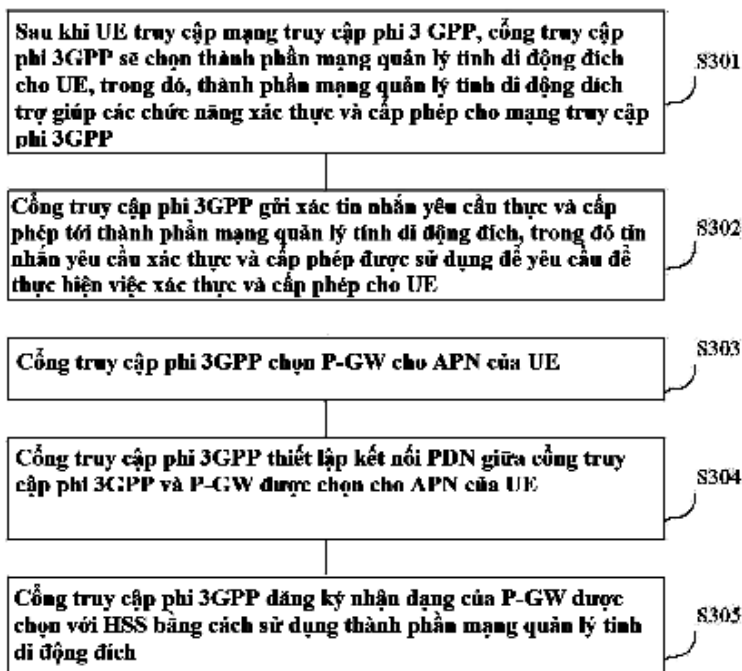 Sau khi UE truy cập mạng truy cập phi 3 GPP, cổng truy cập
phi 3GPP sẽ chọn thành phần mạng quản lý tính di động đích
cho UE, trong đó, thành phần mạng quản lý tính di động đích
trợ giúp các chức năng xác thực và cấp phép cho mạng truy cập
phi 3GPP
S301
Cổng truy cập phi 3GPP gửi xác tin nhắn yêu cầu thực và cấp
phép tới thành phần mạng quản lý tính di động đích, trong đó tin
nhắn yêu cầu xác thực và cấp phép được sử dụng để yêu cầu để
thực hiện việc xác thực và cấp phép cho UE
S302
Cổng truy cập phi 3GPP chọn P-GW cho APN của UE
S303
Cổng truy cập phi 3GPP thiết lập kết nối PDN giữa cổng truy
cập phi 3GPP và P-GW được chọn cho APN của UE
S304
Cổng truy cập phi 3GPP đăng ký nhận dạng của P-GW được
chọn với HSS bằng cách sử dụng thành phần mạng quản lý tính
di động đích
S305